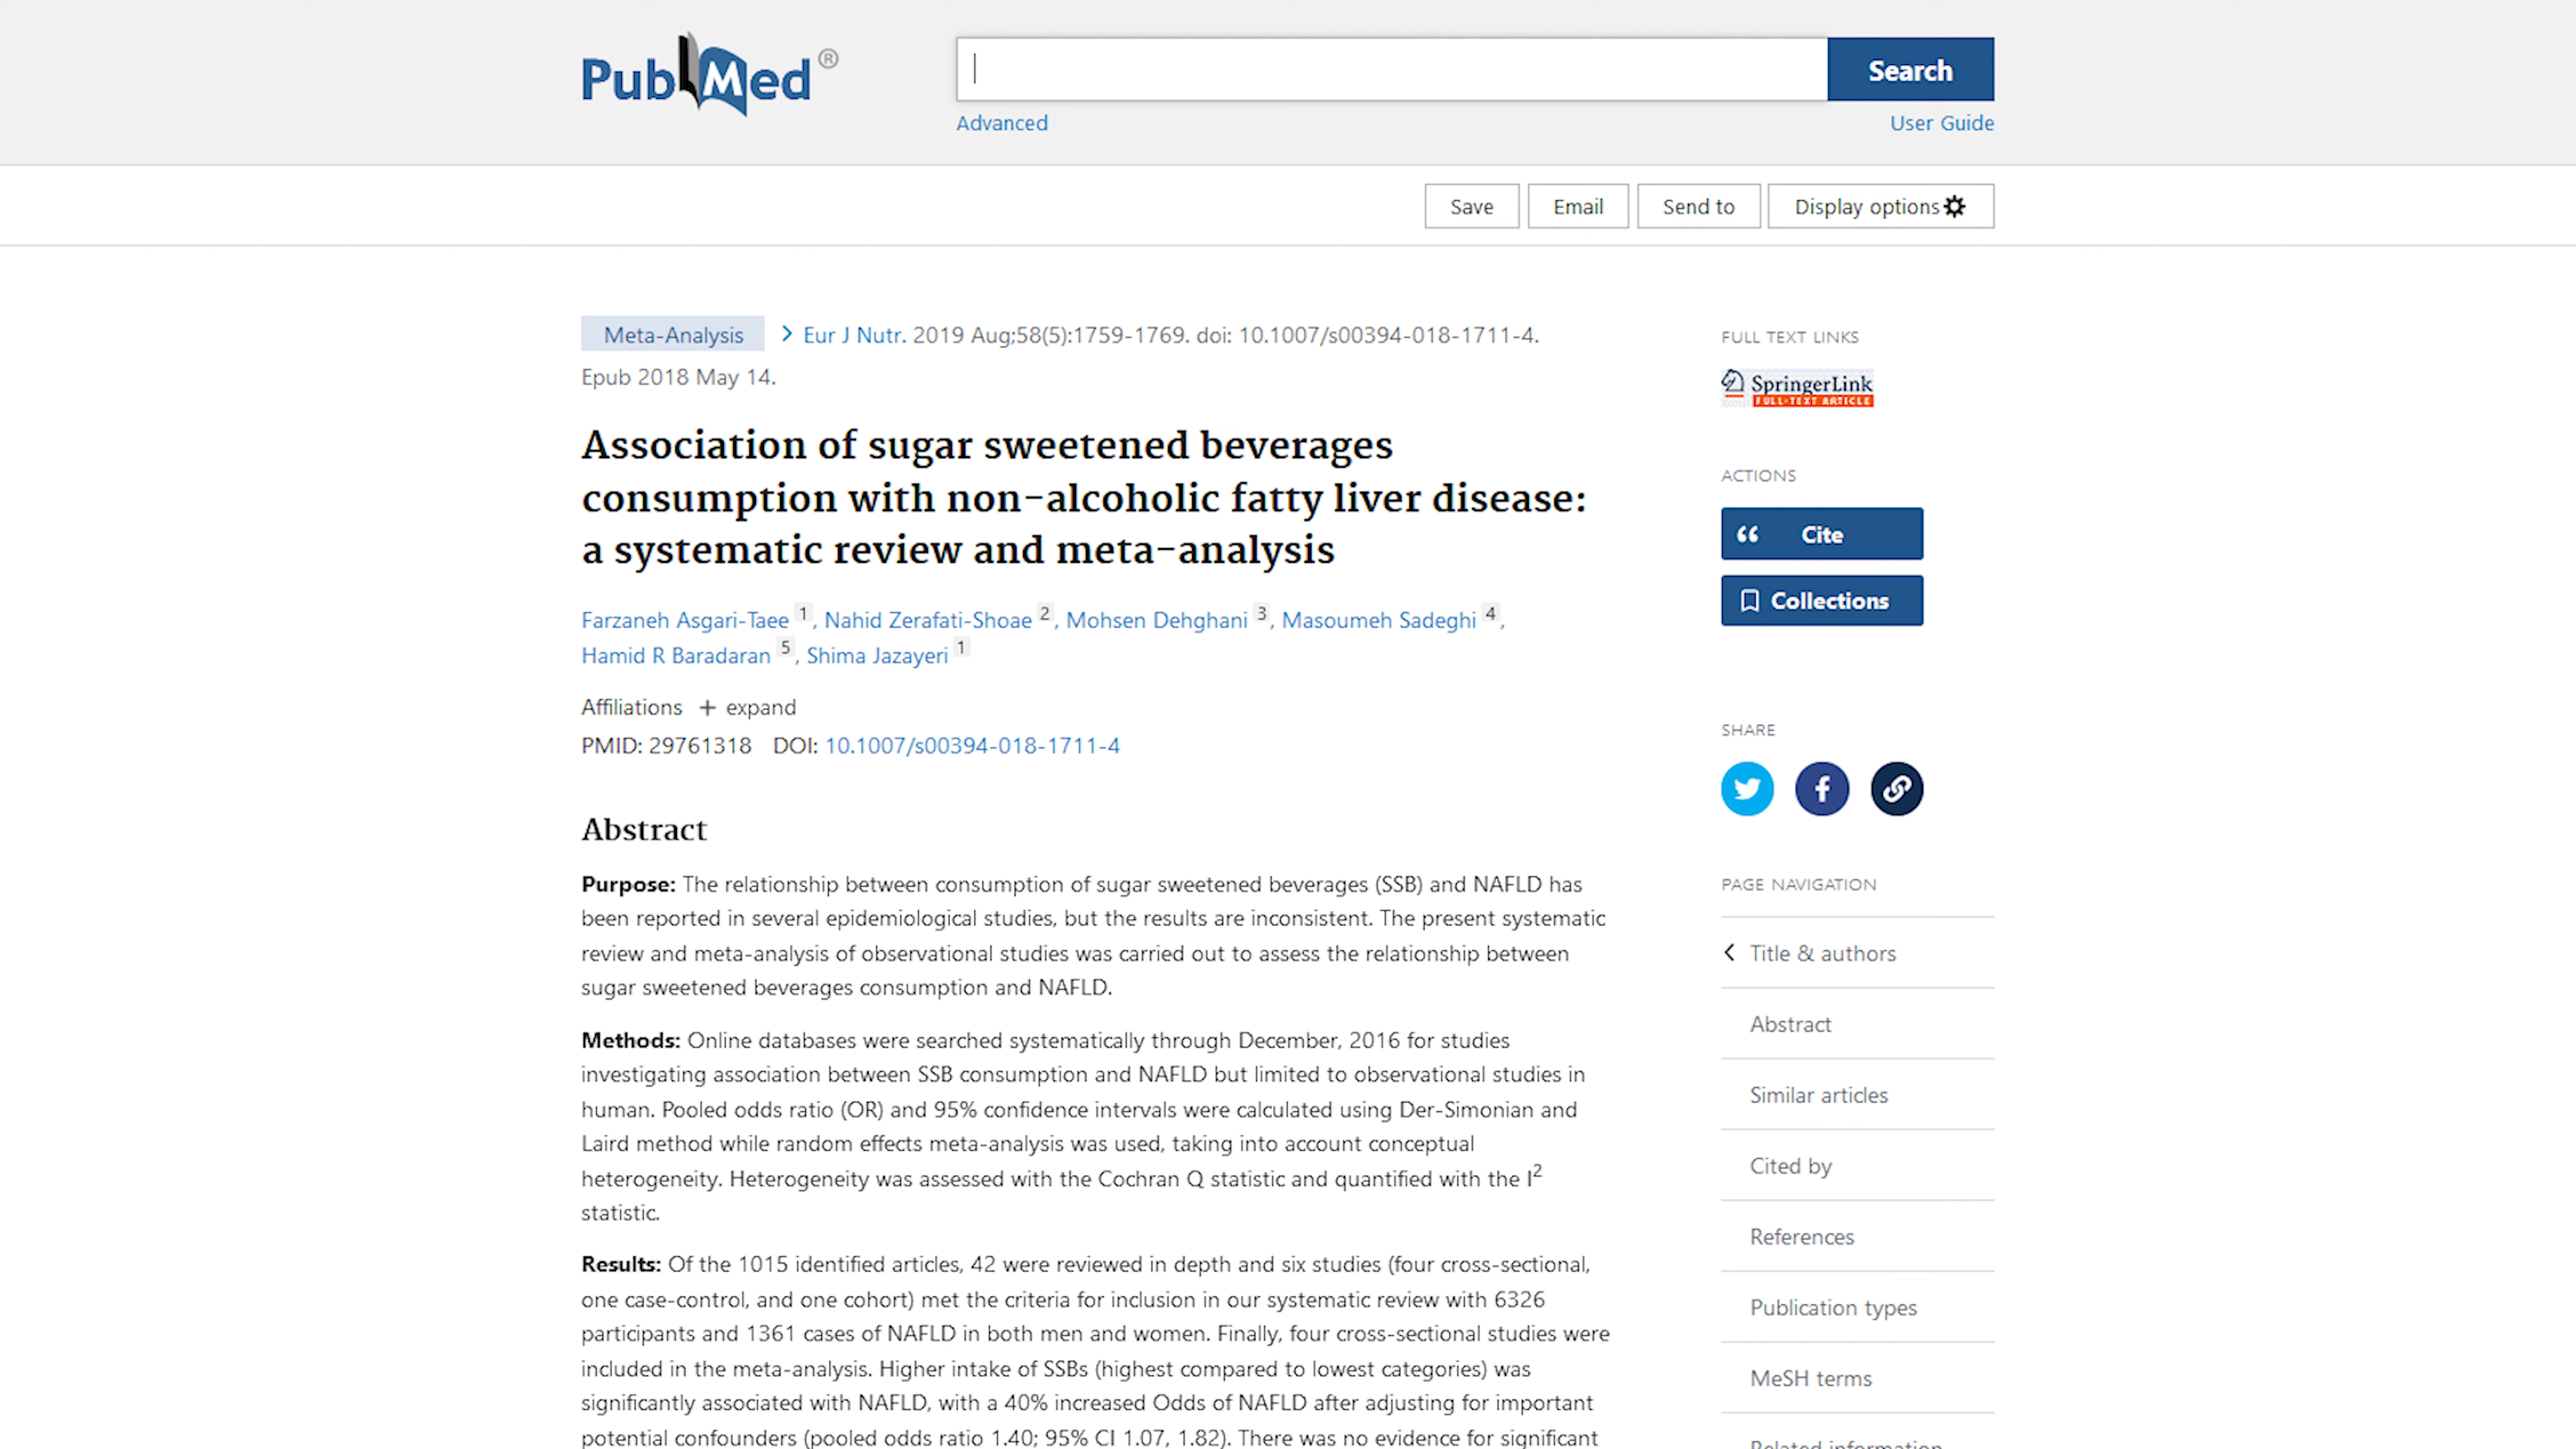 PubMed®
Search
Advanced
User Guide
Save
Email
Send to
Display options
Meta-Analysis > Eur J Nutr. 2019 Aug;58(5):1759-1769. doi: 10.1007/s00394-018-1711-4.
Epub 2018 May 14.
Association of sugar sweetened beverages
consumption with non-alcoholic fatty liver disease:
a systematic review and meta-analysis
Farzaneh Asgari-Taee 1, Nahid Zerafati-Shoae 2, Mohsen Dehghani 3, Masoumeh Sadeghi 4,
Hamid R Baradaran 5, Shima Jazayeri 1
Affiliations + expand
PMID: 29761318 DOI: 10.1007/s00394-018-1711-4
Abstract
Purpose: The relationship between consumption of sugar sweetened beverages (SSB) and NAFLD has
been reported in several epidemiological studies, but the results are inconsistent. The present systematic
review and meta-analysis of observational studies was carried out to assess the relationship between
sugar sweetened beverages consumption and NAFLD.
Methods: Online databases were searched systematically through December, 2016 for studies
investigating association between SSB consumption and NAFLD but limited to observational studies in
human. Pooled odds ratio (OR) and 95% confidence intervals were calculated using Der-Simonian and
Laird method while random effects meta-analysis was used, taking into account conceptual
heterogeneity. Heterogeneity was assessed with the Cochran Q statistic and quantified with the I2
statistic.
Results: Of the 1015 identified articles, 42 were reviewed in depth and six studies (four cross-sectional,
one case-control, and one cohort) met the criteria for inclusion in our systematic review with 6326
participants and 1361 cases of NAFLD in both men and women. Finally, four cross-sectional studies were
included in the meta-analysis. Higher intake of SSBs (highest compared to lowest categories) was
significantly associated with NAFLD, with a 40% increased Odds of NAFLD after adjusting for important
potential confounders (pooled odds ratio 1.40; 95% CI 1.07, 1.82). There was no evidence for significant
FULL TEXT LINKS
SpringerLink
FULL-TEXT ARTICLE
ACTIONS
Cite
Collections
SHARE
PAGE NAVIGATION
Title & authors
Abstract
Similar articles
Cited by
References
Publication types
MeSH terms
Related information